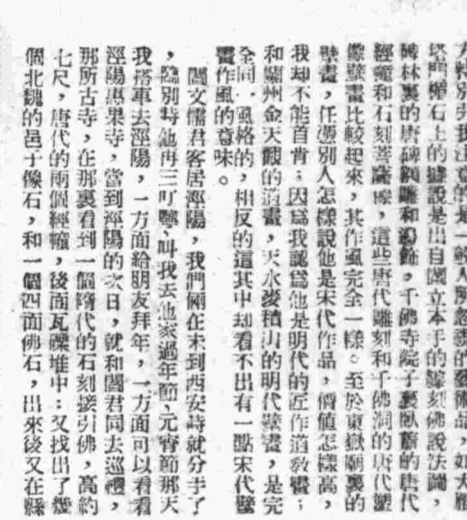 方特別引我注意的是一般人所忽視的藝術品，如大雁
塔門楣石上的據說是出自閻立本手的線刻佛說法圖，
碑林裏的唐碑側雕和邊飾，千佛寺院子裏臥藉的唐代
經幢和石刻菩薩像，這些唐代雕刻和千佛洞的唐代塑
像壁畫比較起來，其作風完全一樣。至於東嶽廟裏的
壁畫，任憑別人怎樣說他是宋代作品，價值怎樣高，
我却不能首肯；因爲我認爲他是明代的匠作道教畫；
和蘭州金天觀的道畫，天水麥積山的明代壁畫，是完
全同一風格的，相反的這其中却看不出有一點宋代壁
畫作風的意味。
閻文儒君客居涇陽，我們倆在未到西安時就分手了
，臨別時他再三叮嚀，叫我去他家過年節、元宵節那天
我搭車去涇陽，一方面給朋友拜年，一方面可以看看
涇陽惠果寺，當到涇陽的次日，就和閻君同去巡禮，
那所古寺，在那裏看到一個隋代的石刻接引佛，高約
七尺，唐代的兩個經幢，後面瓦礫堆中：又找出了幾
個北魏的邑子像石，和一個四面佛石，出來後又在縣